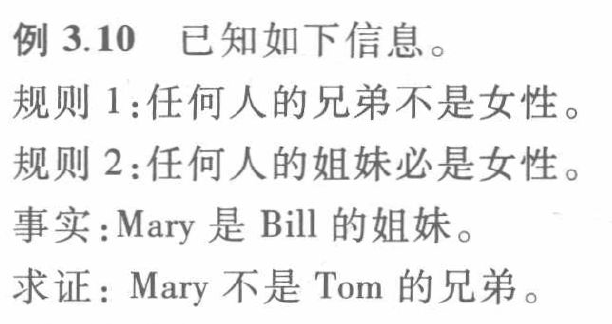 例 3.10 已知如下信息。
规则 1:任何人的兄弟不是女性。
规则 2:任何人的姐妹必是女性。
事实:Mary 是 Bill 的姐妹。
求证: Mary 不是 Tom 的兄弟。